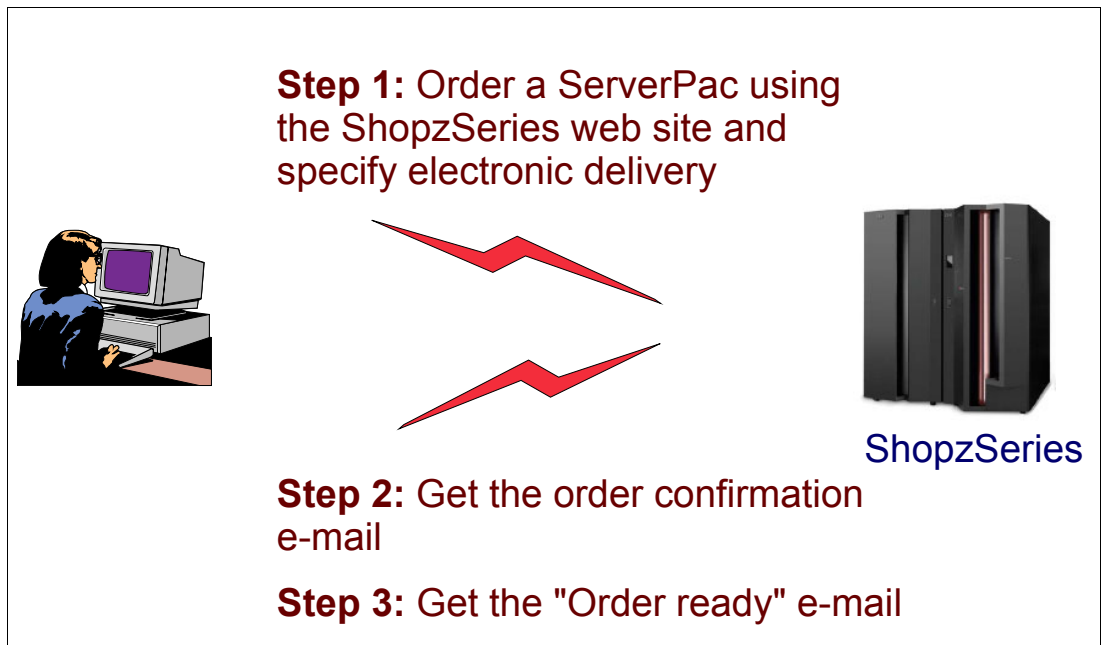 Step 1: Order a ServerPac using
the ShopzSeries web site and
specify electronic delivery
ShopzSeries
Step 2: Get the order confirmation
e-mail
Step 3: Get the "Order ready" e-mail